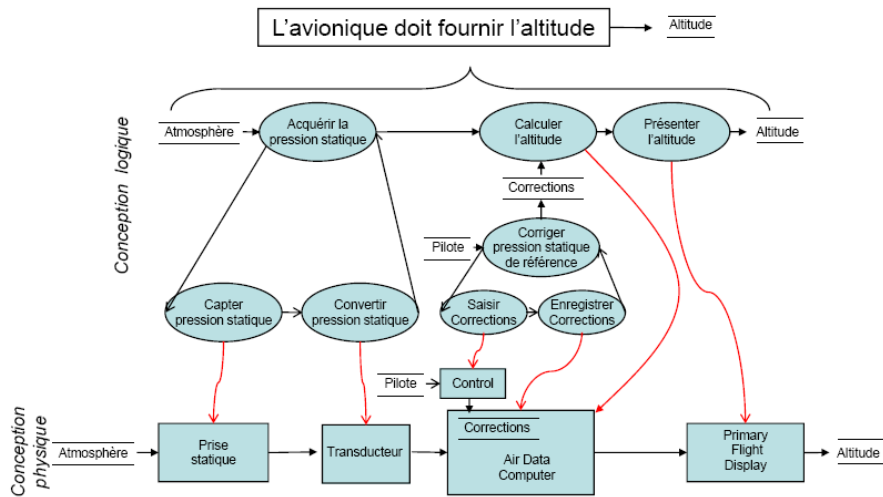 L'avionique doit fournir l'altitude
Altitude
Conception logique
Atmosphère
Acquérir la
pression statique
Calculer
l'altitude
Présenter
l'altitude
Altitude
Corrections
Pilote
Corriger
pression statique
de référence
Capter
pression statique
Convertir
pression statique
Saisir
Corrections
Enregistrer
Corrections
Pilote
Control
Conception
physique
Atmosphère
Prise
statique
Transducteur
Corrections
Air Data
Computer
Primary
Flight
Display
Altitude